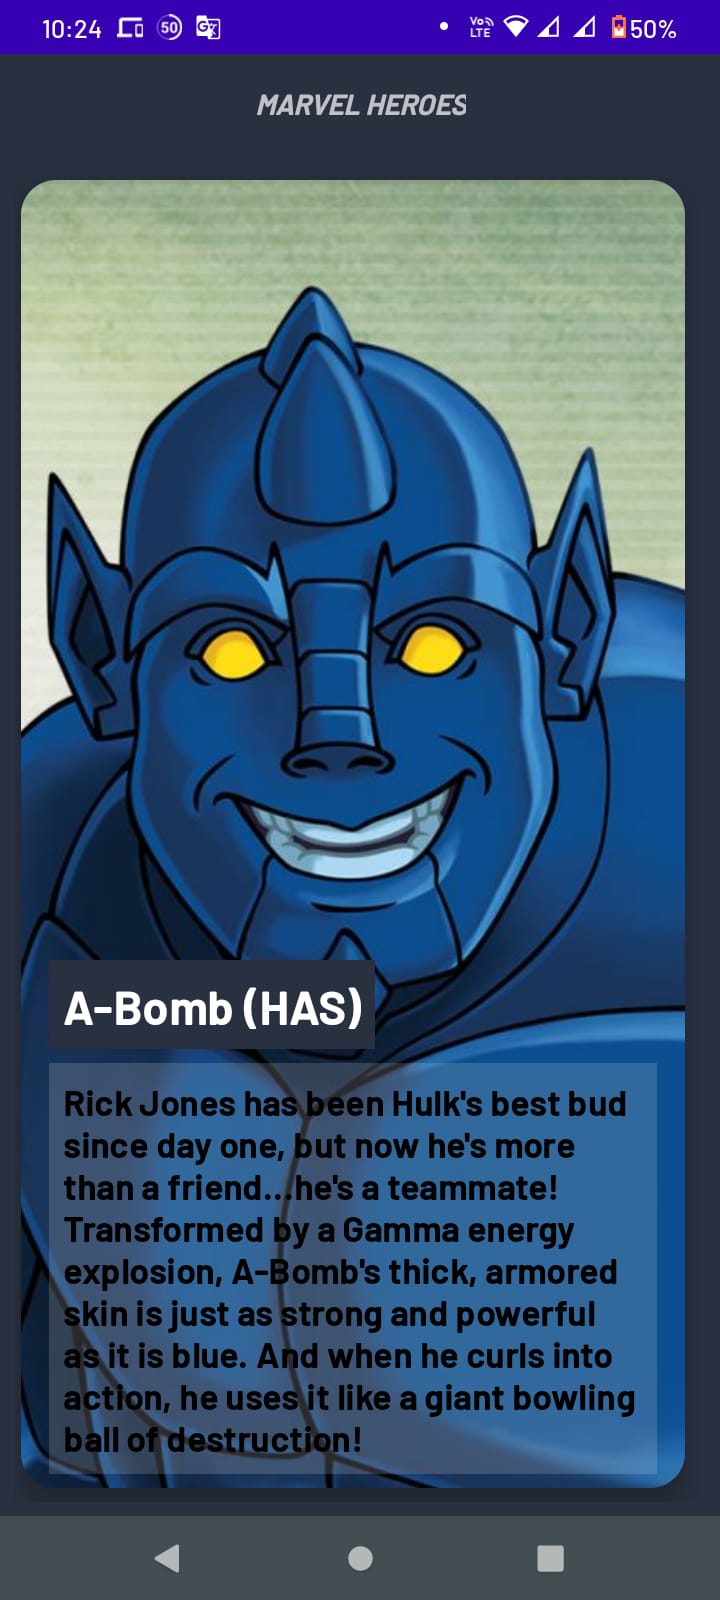 10:24 50 50%
Vo LTE
MARVEL HEROES
A-Bomb (HAS)
Rick Jones has been Hulk's best bud
since day one, but now he's more
than a friend...he's a teammate!
Transformed by a Gamma energy
explosion, A-Bomb's thick, armored
skin is just as strong and powerful
as it is blue. And when he curls into
action, he uses it like a giant bowling
ball of destruction!